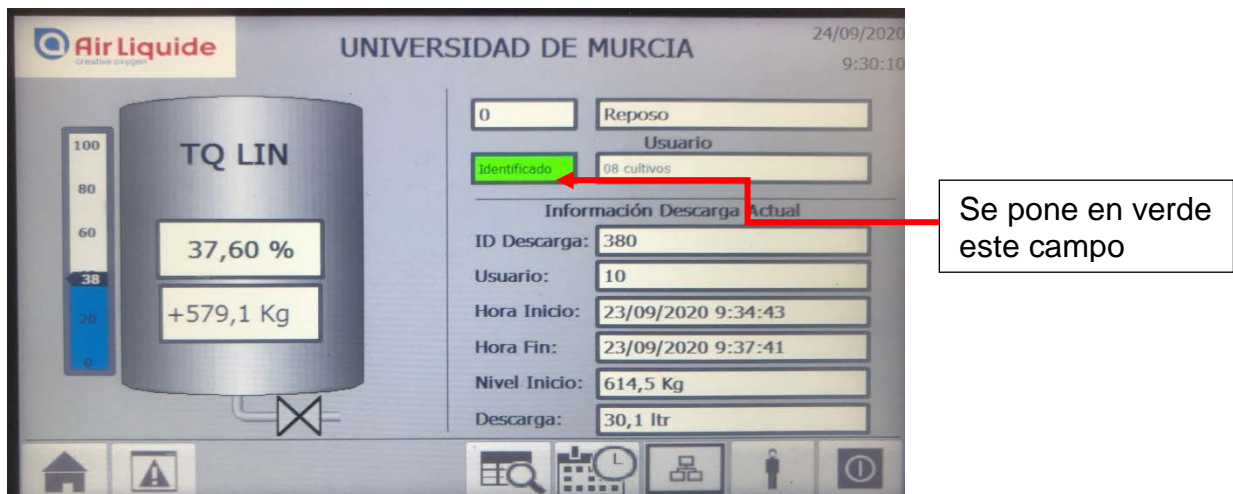 Air Liquide
creative oxygen
UNIVERSIDAD DE MURCIA
24/09/2020
9:30:10
0 Reposo
Usuario
Identificado 08 cultivos
Información Descarga Actual
ID Descarga: 380
Usuario: 10
Hora Inicio: 23/09/2020 9:34:43
Hora Fin: 23/09/2020 9:37:41
Nivel Inicio: 614,5 Kg
Descarga: 30,1 ltr
TQ LIN
37,60 %
+579,1 Kg
100
80
60
38
20
0
Se pone en verde
este campo